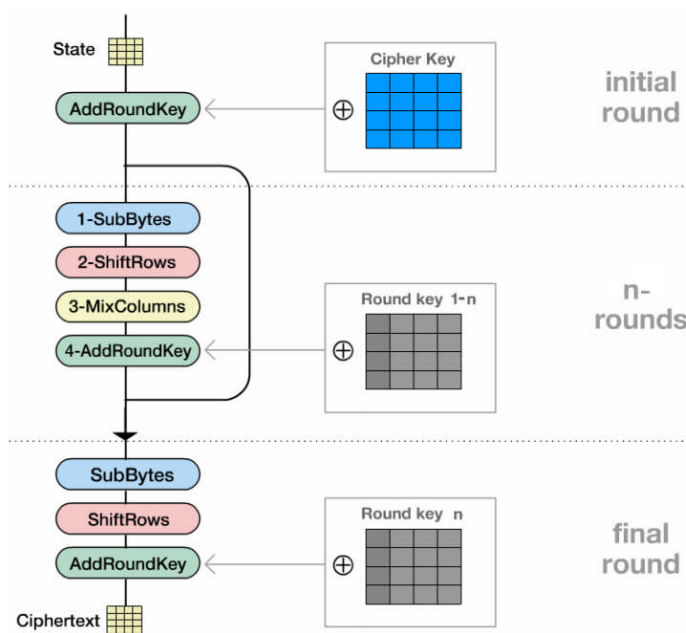 State
Cipher Key
AddRoundKey
initial
round
1-SubBytes
2-ShiftRows
3-MixColumns
4-AddRoundKey
Round key 1-n
n-
rounds
SubBytes
ShiftRows
AddRoundKey
Round key n
final
round
Ciphertext